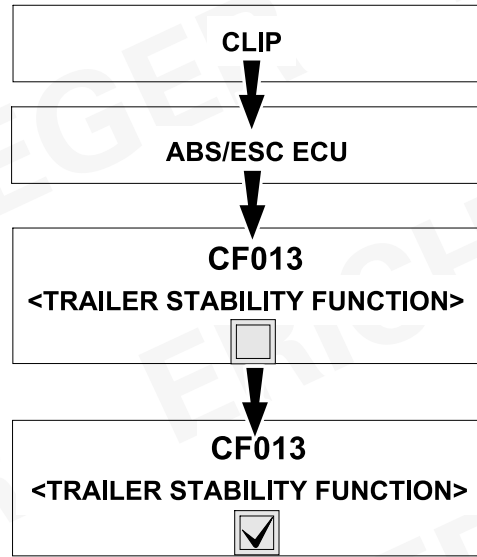 CLIP
ABS/ESC ECU
CF013
<TRAILER STABILITY FUNCTION>
CF013
<TRAILER STABILITY FUNCTION>